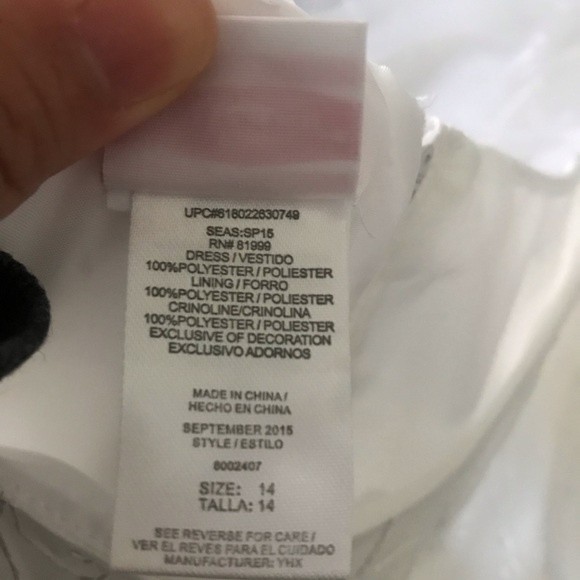 UPC#618022630749
SEAS:SP15
RN# 81999
DRESS / VESTIDO
100%POLYESTER / POLIESTER
LINING / FORRO
100%POLYESTER / POLIESTER
CRINOLINE/CRINOLINA
100%POLYESTER / POLIESTER
EXCLUSIVE OF DECORATION
EXCLUSIVO ADORNOS
MADE IN CHINA /
HECHO EN CHINA
SEPTEMBER 2015
STYLE / ESTILO
8002407
SIZE: 14
TALLA: 14
SEE REVERSE FOR CARE /
VER EL REVES PARA EL CUIDADO
MANUFACTURER: YHX